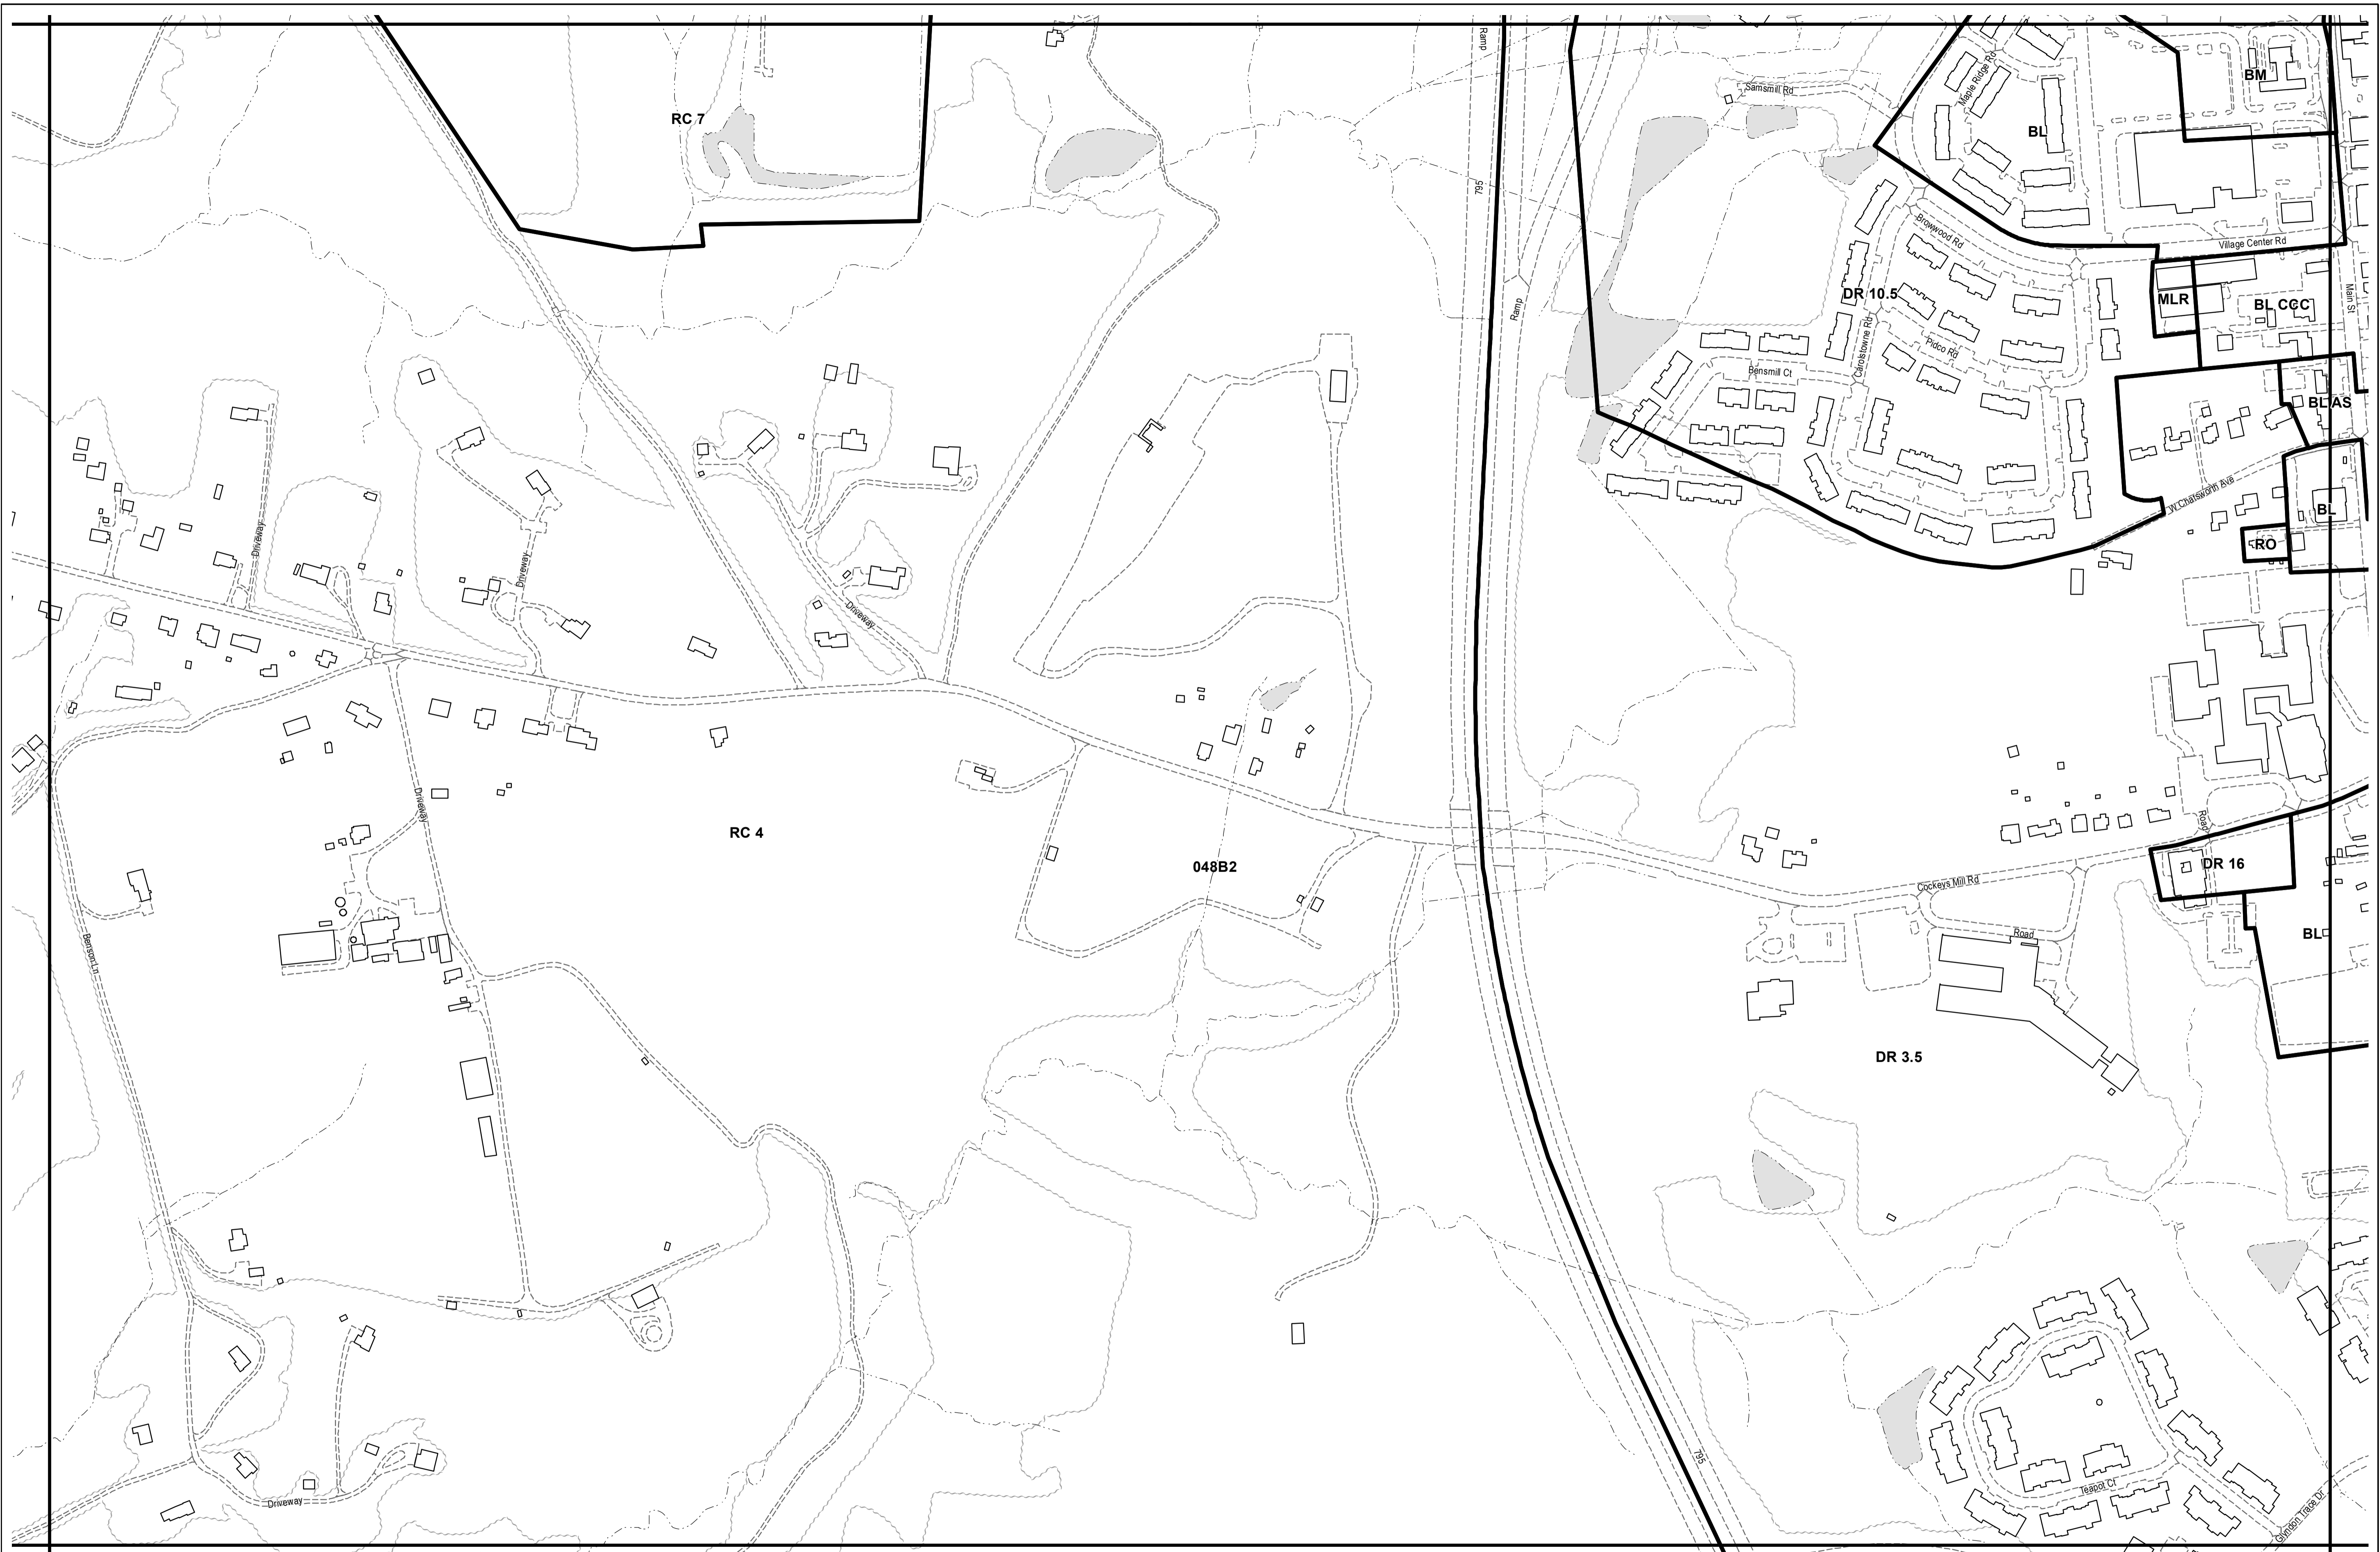 Ramp
BM
Samsmill Rd
Maple Ridge Rd
RC 7
BL
795
Browwood Rd
Village Center Rd
DR 10.5
MLR
BL CCC
Main St
Ramp
Carolstowne Rd
Pidco Rd
Bensmill Ct
BL AS
W Chatsworth Ave
BL
Driveway
RO
Driveway
Driveway
Driveway
Road
RC 4
048B2
DR 16
Cockeys Mill Rd
Benson Ln
Road
BL
DR 3.5
795
Teapot Ct
Driveway
Glyndon Trace Dr